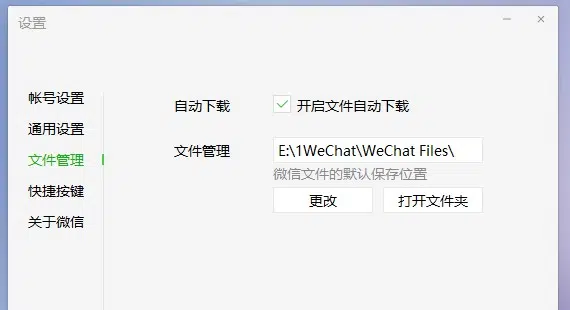 设置
帐号设置
通用设置
文件管理
快捷按键
关于微信
自动下载
开启文件自动下载
文件管理
E:\1WeChat\WeChat Files\
微信文件的默认保存位置
更改
打开文件夹